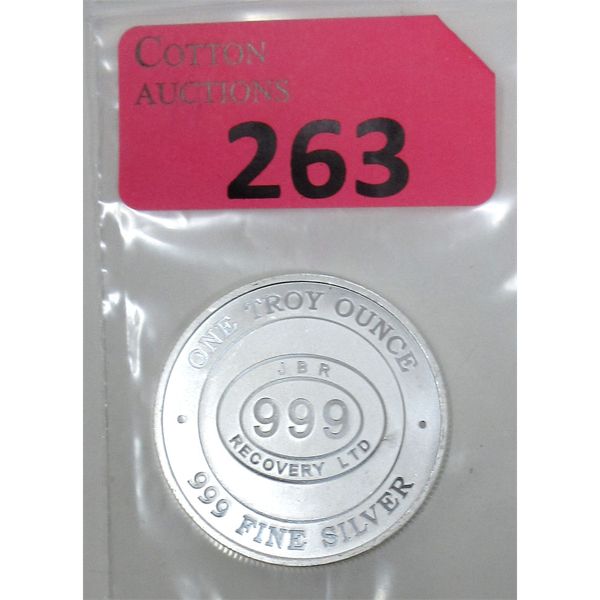 COTTON
AUCTIONS
263
ONE TROY OUNCE
JBR
999
RECOVERY LTD
999 FINE SILVER